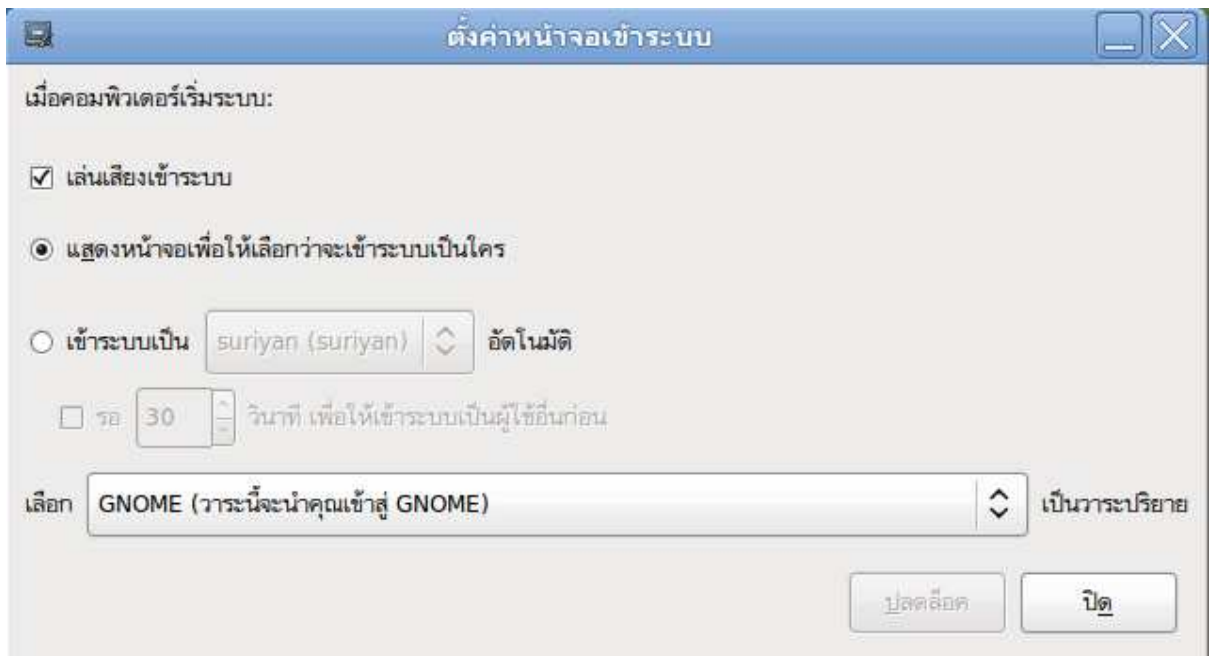 ตั้งค่าหน้าจอเข้าระบบ
เมื่อคอมพิวเตอร์เริ่มระบบ:
เล่นเสียงเข้าระบบ
แสดงหน้าจอเพื่อให้เลือกว่าจะเข้าระบบเป็นใคร
เข้าระบบเป็น suriyan (suriyan) อัตโนมัติ
รอ 30 วินาที เพื่อให้เข้าระบบเป็นผู้ใช้อื่นก่อน
เลือก GNOME (วาระนี้จะนำคุณเข้าสู่ GNOME) เป็นวาระปริยาย
ปลดล็อค ปิด